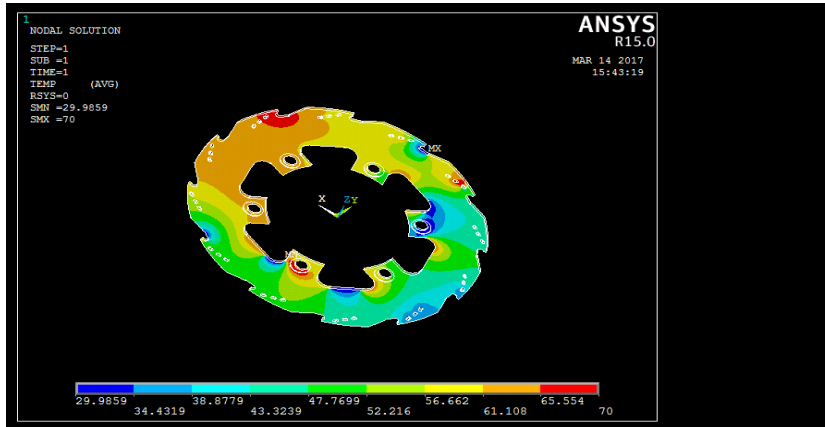 1
NODAL SOLUTION
STEP=1
SUB =1
TIME=1
TEMP (AVG)
RSYS=0
SMN =29.9859
SMX =70
ANSYS
R15.0
MAR 14 2017
15:43:19
MX
X ZY
29.9859 38.8779 47.7699 56.662 65.554
34.4319 43.3239 52.216 61.108 70